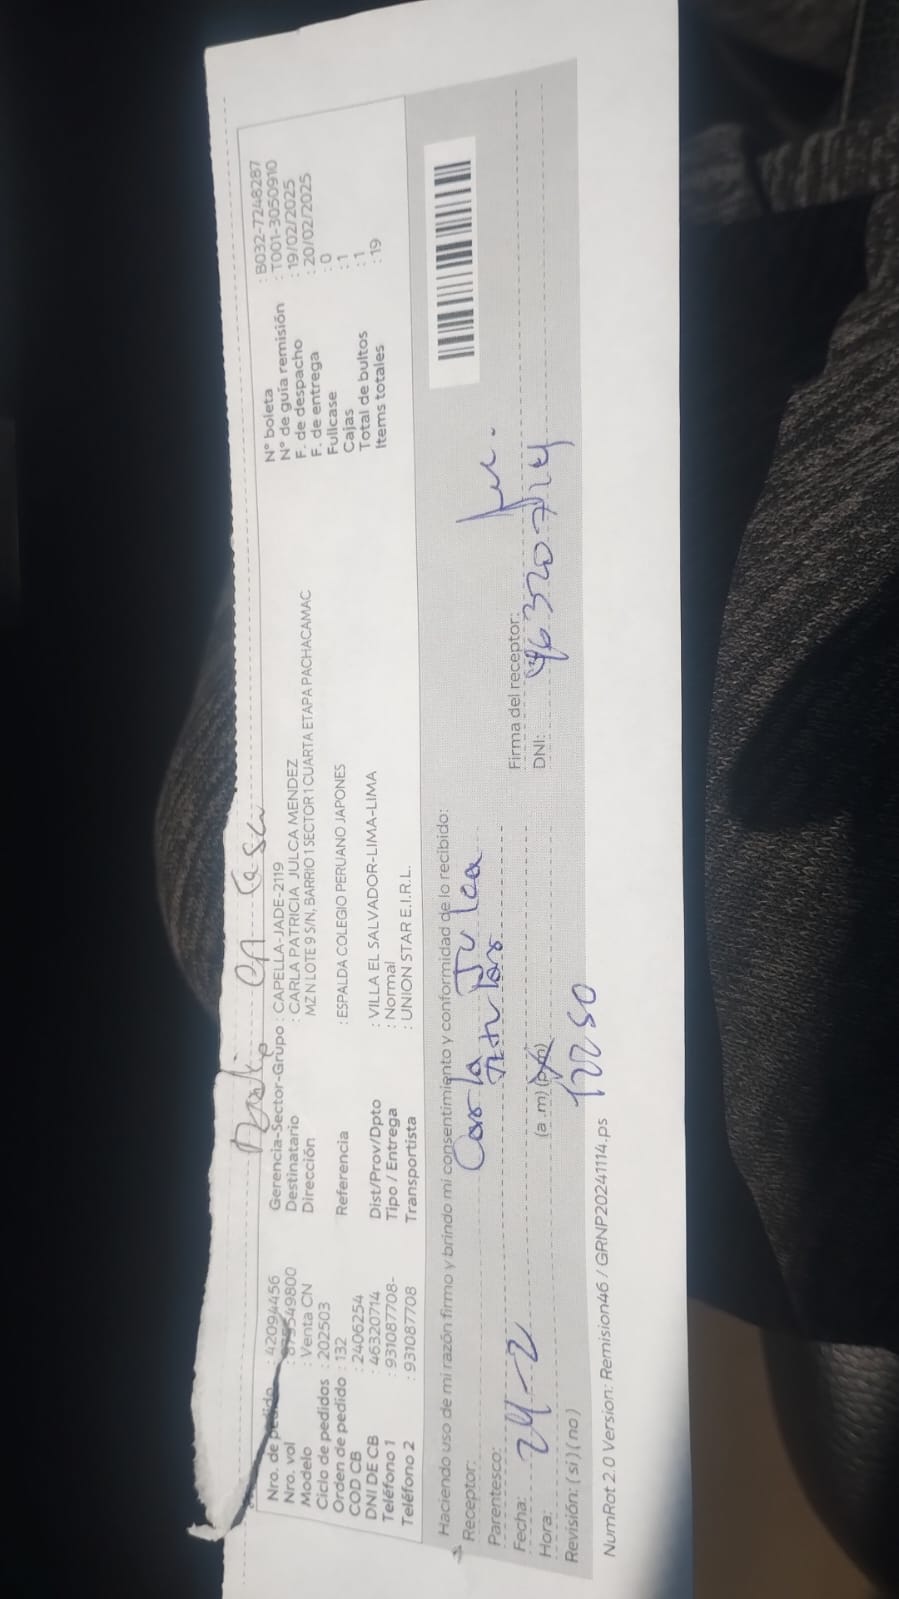 en casa
Nro. de pedido : 42094456
Nro. vol 549800
Modelo : Venta CN
Ciclo de pedidos : 202503
Orden de pedido : 132
COD CB : 2406254
DNI DE CB : 46320714
Teléfono 1 : 931087708-
Teléfono 2 : 931087708
Gerencia-Sector-Grupo : CAPELLA-JADE-2119
Destinatario : CARLA PATRICIA JULCA MENDEZ
Dirección MZ N LOTE 9 S/N, BARRIO 1 SECTOR 1 CUARTA ETAPA PACHACAMAC
Referencia : ESPALDA COLEGIO PERUANO JAPONES
Dist/Prov/Dpto : VILLA EL SALVADOR-LIMA-LIMA
Tipo / Entrega : Normal
Transportista : UNION STAR E.I.R.L.
N° boleta : B032-7248287
N° de guía remisión : T001-3050910
F. de despacho : 19/02/2025
F. de entrega : 20/02/2025
Fullcase : 0
Cajas : 1
Total de bultos : 1
Items totales : 19
Haciendo uso de mi razón firmo y brindo mi consentimiento y conformidad de lo recibido:
Receptor: Carla Julca
Parentesco: Titular
Firma del receptor:
Fecha: 24-2
DNI: 46320714
Hora: (a .m) (p.m)
1250
Revisión: ( si ) ( no )
NumRot 2.0 Version: Remision46 / GRNP20241114.ps